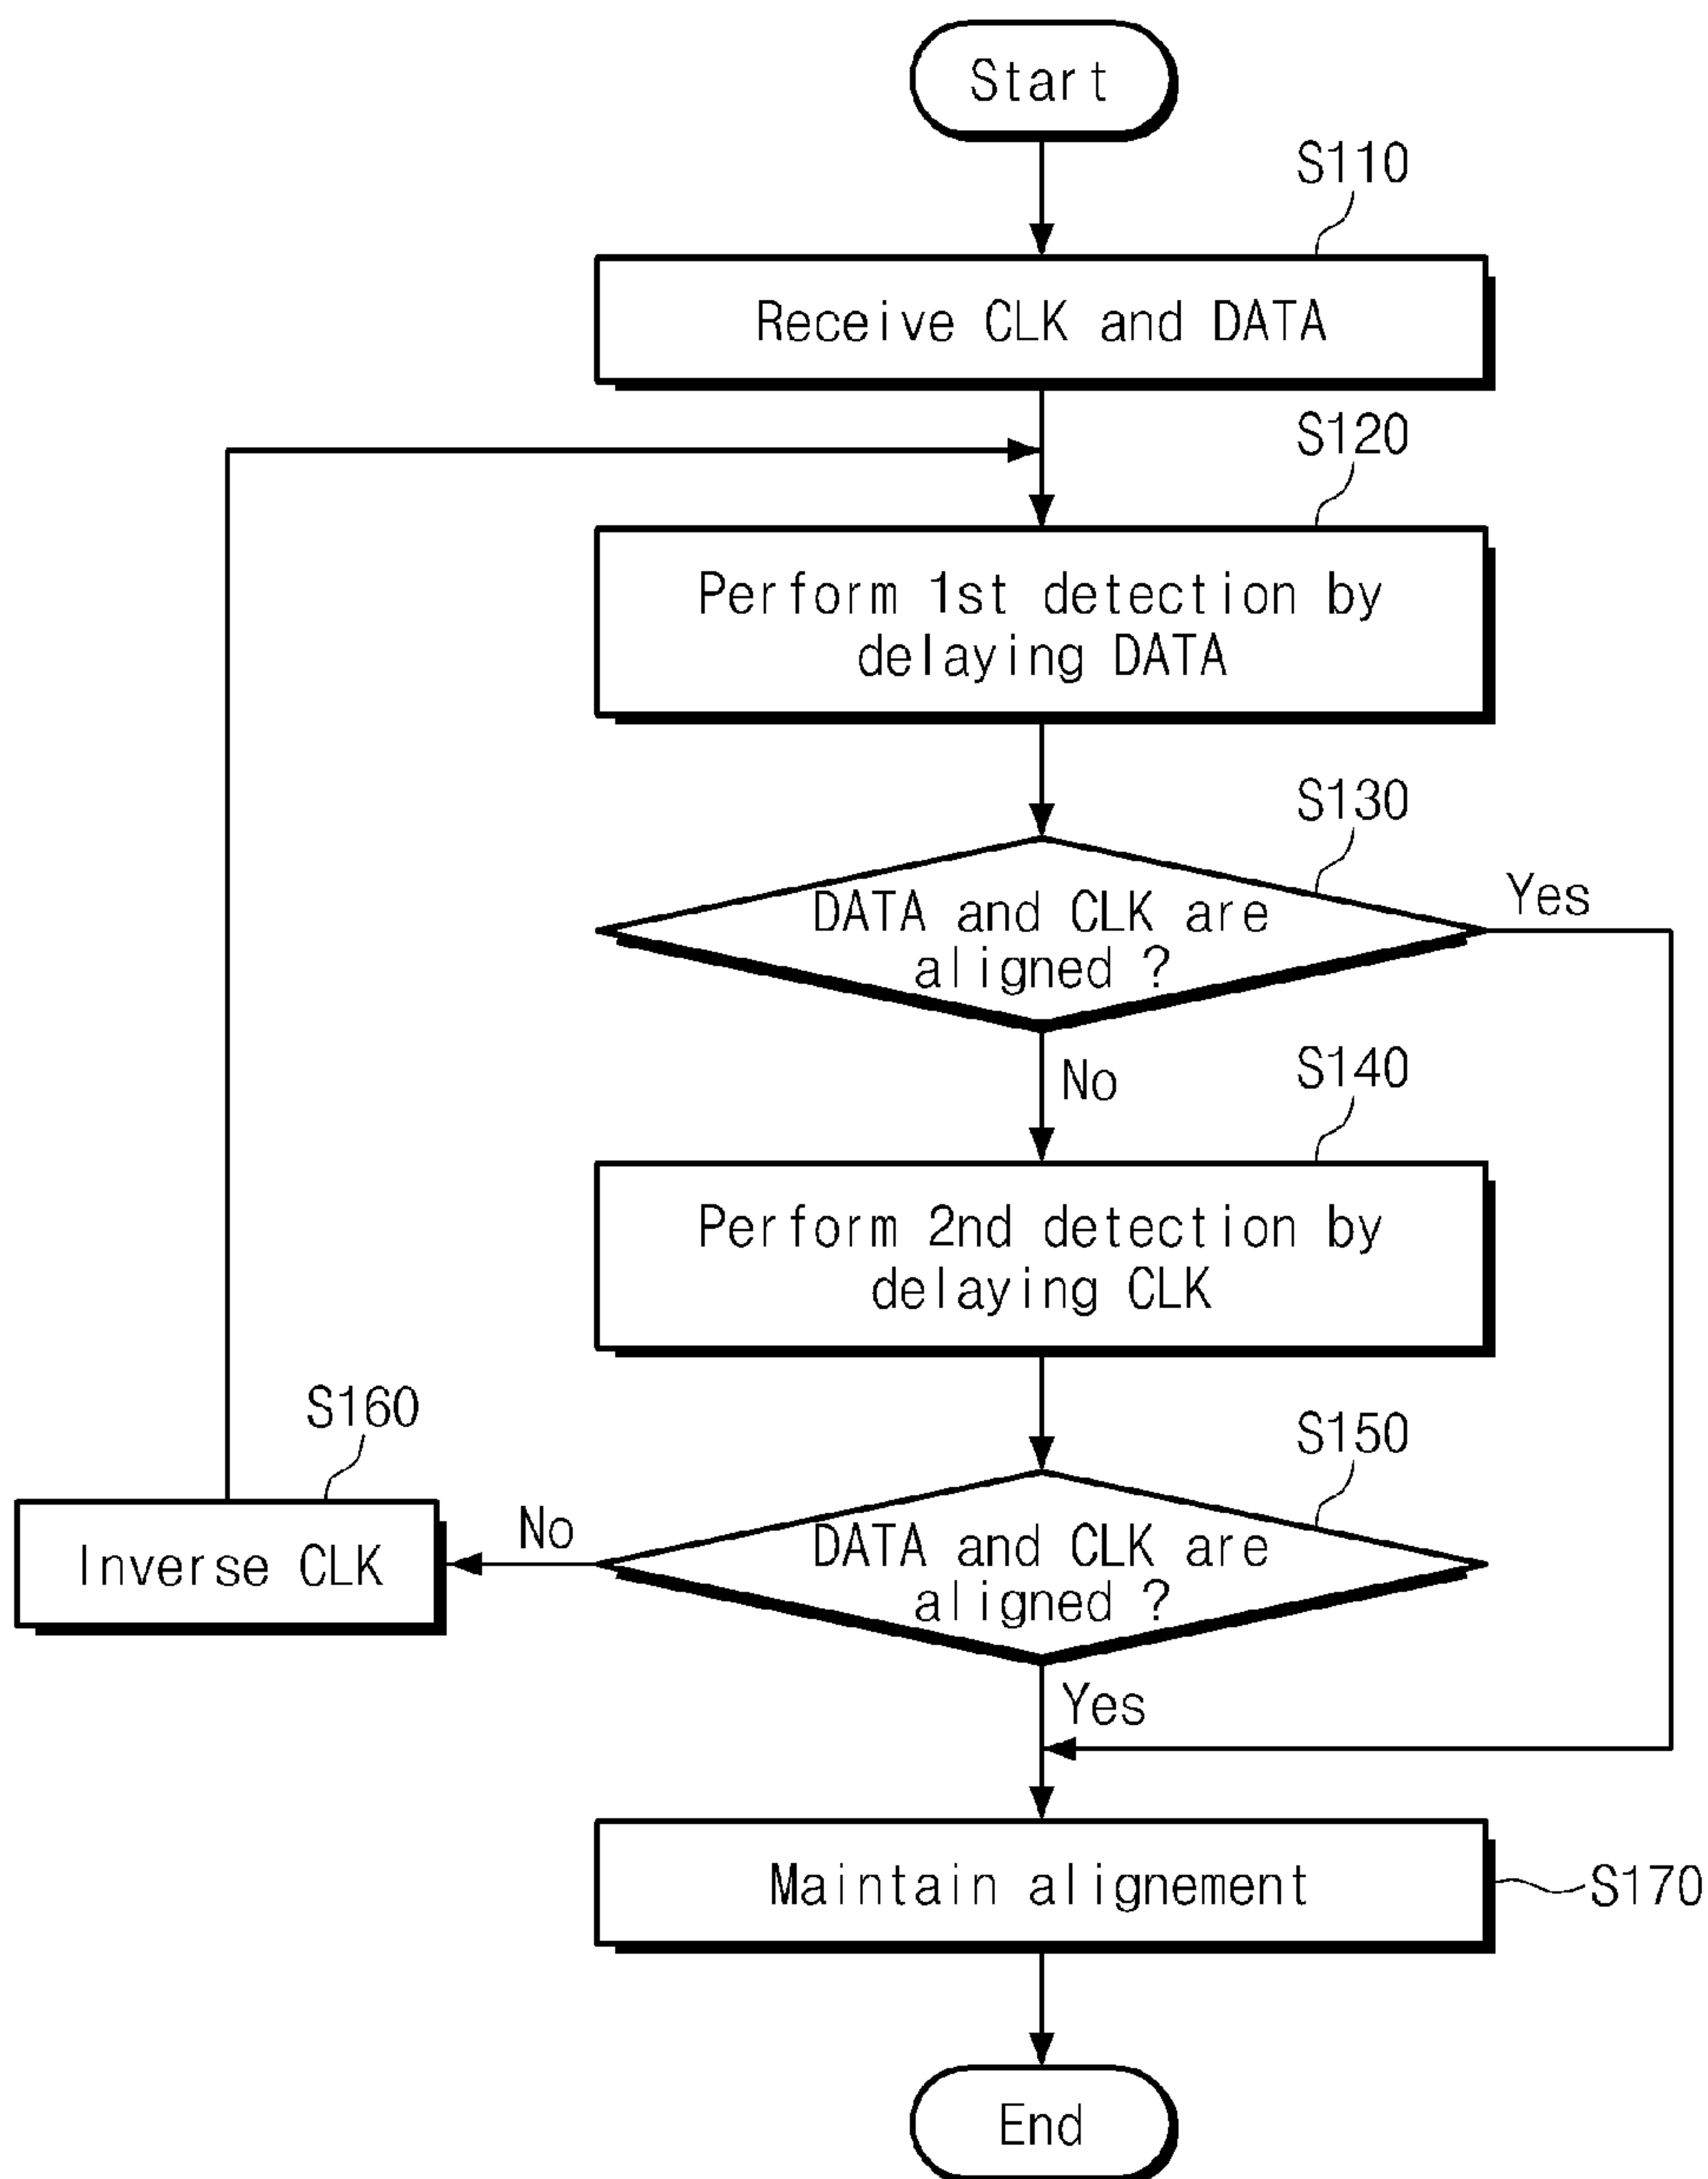 Start
S110
Receive CLK and DATA
S120
Perform 1st detection by
delaying DATA
S130
DATA and CLK are
aligned ?
Yes
No
S140
Perform 2nd detection by
delaying CLK
S160
S150
Inverse CLK
No
DATA and CLK are
aligned ?
Yes
Maintain alignement
S170
End